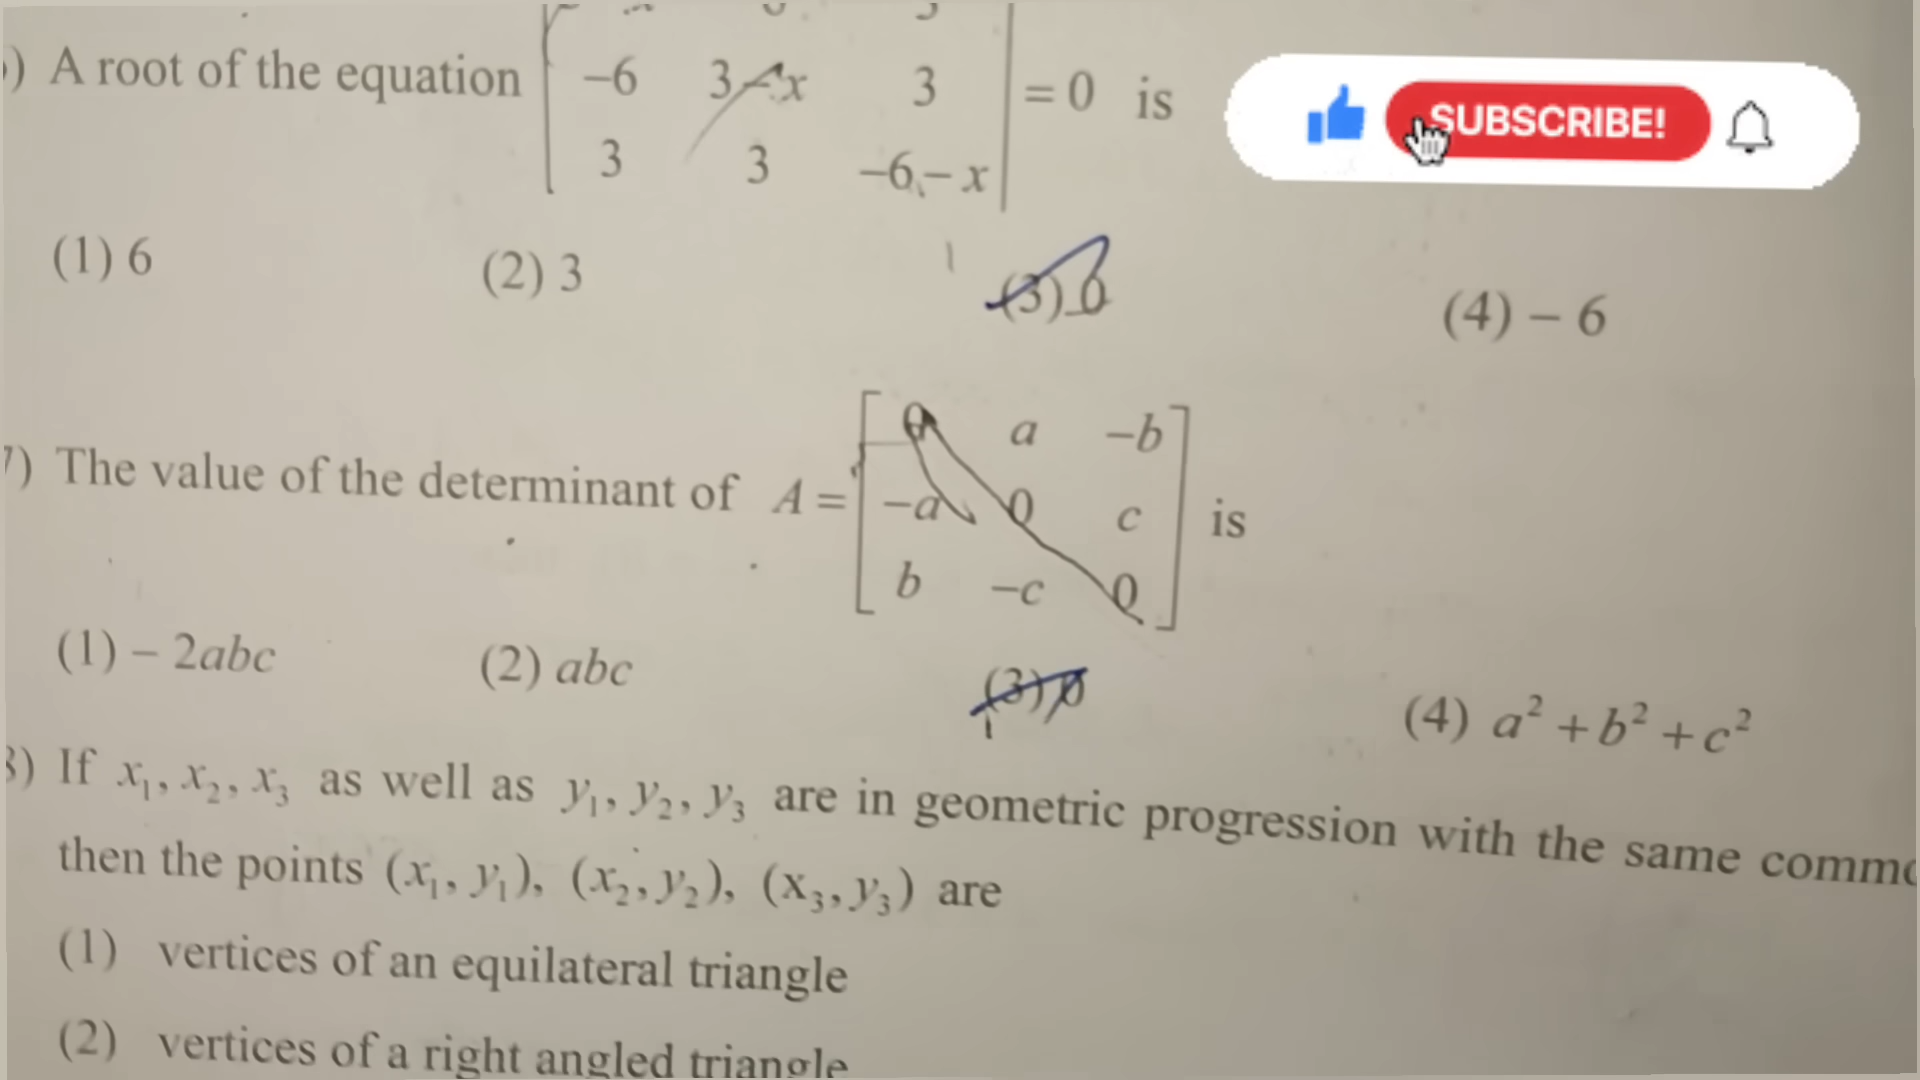 ) A root of the equation | −6 3−x 3 | = 0 is
3 3 −6−x
(1) 6 (2) 3 (3) 0 (4) − 6
SUBSCRIBE!
) The value of the determinant of A = [ 0 a −b
−a 0 c
b −c 0 ] is
(1) − 2abc (2) abc (3) 0 (4) a² + b² + c²
) If x₁, x₂, x₃ as well as y₁, y₂, y₃ are in geometric progression with the same
then the points (x₁, y₁), (x₂, y₂), (x₃, y₃) are
(1) vertices of an equilateral triangle
(2) vertices of a right angled triangle